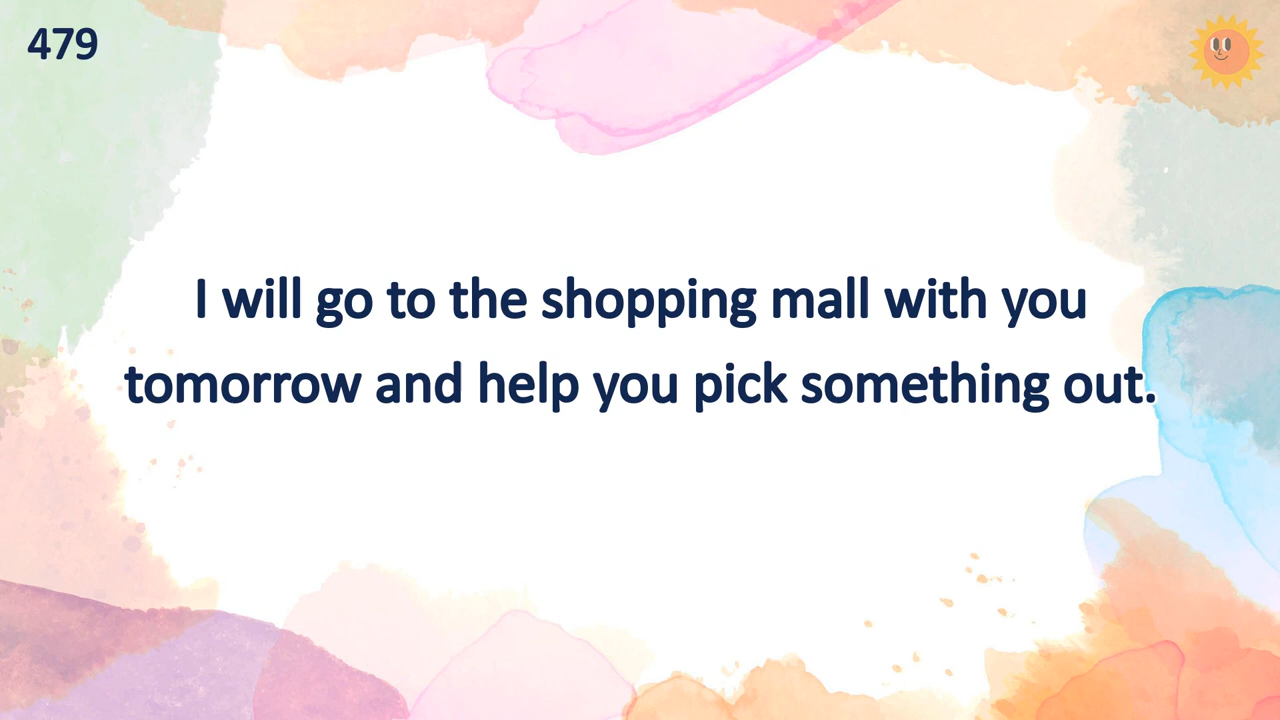 479
I will go to the shopping mall with you
tomorrow and help you pick something out.